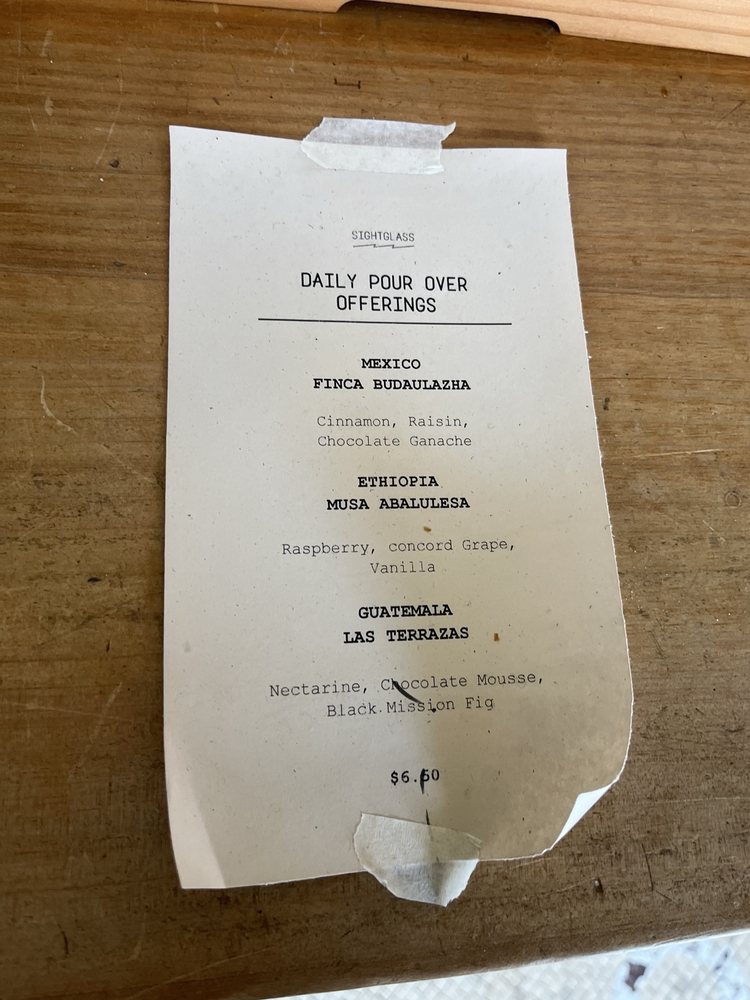 SIGHTGLASS
DAILY POUR OVER
OFFERINGS
MEXICO
FINCA BUDAULAZHA
Cinnamon, Raisin,
Chocolate Ganache
ETHIOPIA
MUSA ABALULESA
Raspberry, concord Grape,
Vanilla
GUATEMALA
LAS TERRAZAS
Nectarine, Chocolate Mousse,
Black Mission Fig
$6.50